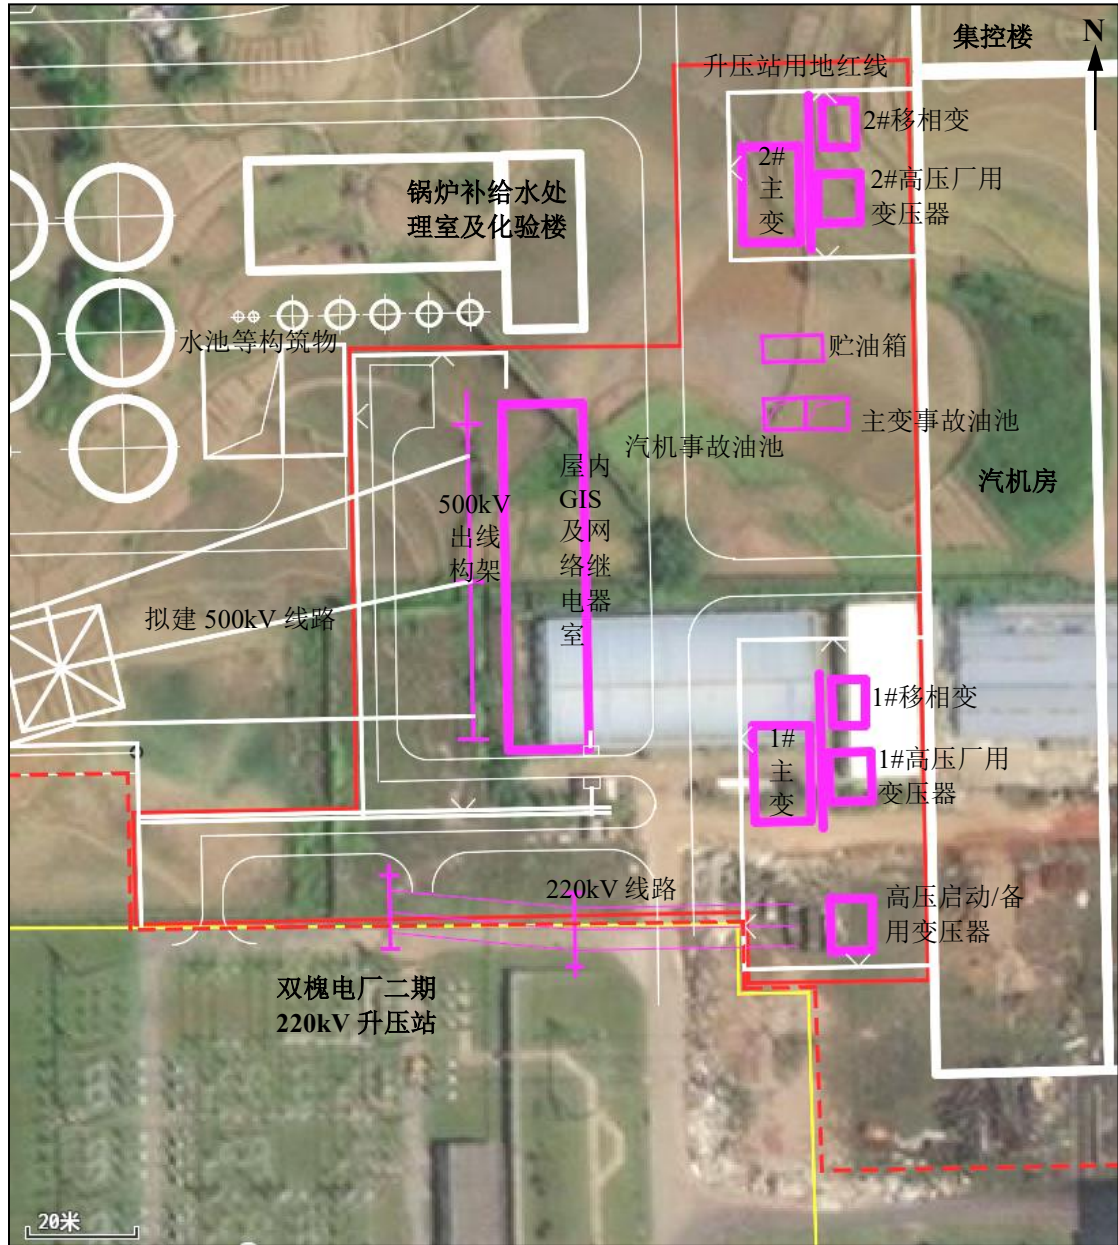 集控楼
N
升压站用地红线
2#移相变
2#
主
变
2#高压厂用
变压器
锅炉补给水处
理室及化验楼
水池等构筑物
贮油箱
主变事故油池
汽机事故油池
汽机房
500kV
出线
构架
屋内
GIS
及网
络继
电器
室
拟建 500kV 线路
1#移相变
1#
主
变
1#高压厂用
变压器
220kV 线路
高压启动/备
用变压器
双槐电厂二期
220kV 升压站
20米